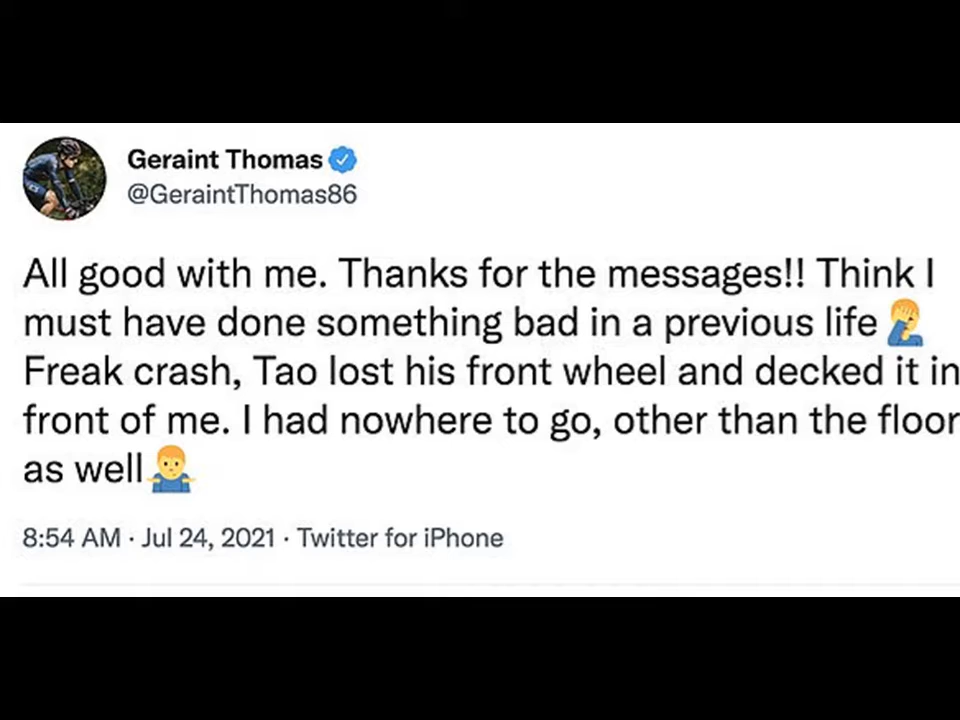 Geraint Thomas
@GeraintThomas86
All good with me. Thanks for the messages!! Think I
must have done something bad in a previous life🤦‍♂️
Freak crash, Tao lost his front wheel and decked it in
front of me. I had nowhere to go, other than the floor
as well🤷‍♂️
8:54 AM · Jul 24, 2021 · Twitter for iPhone